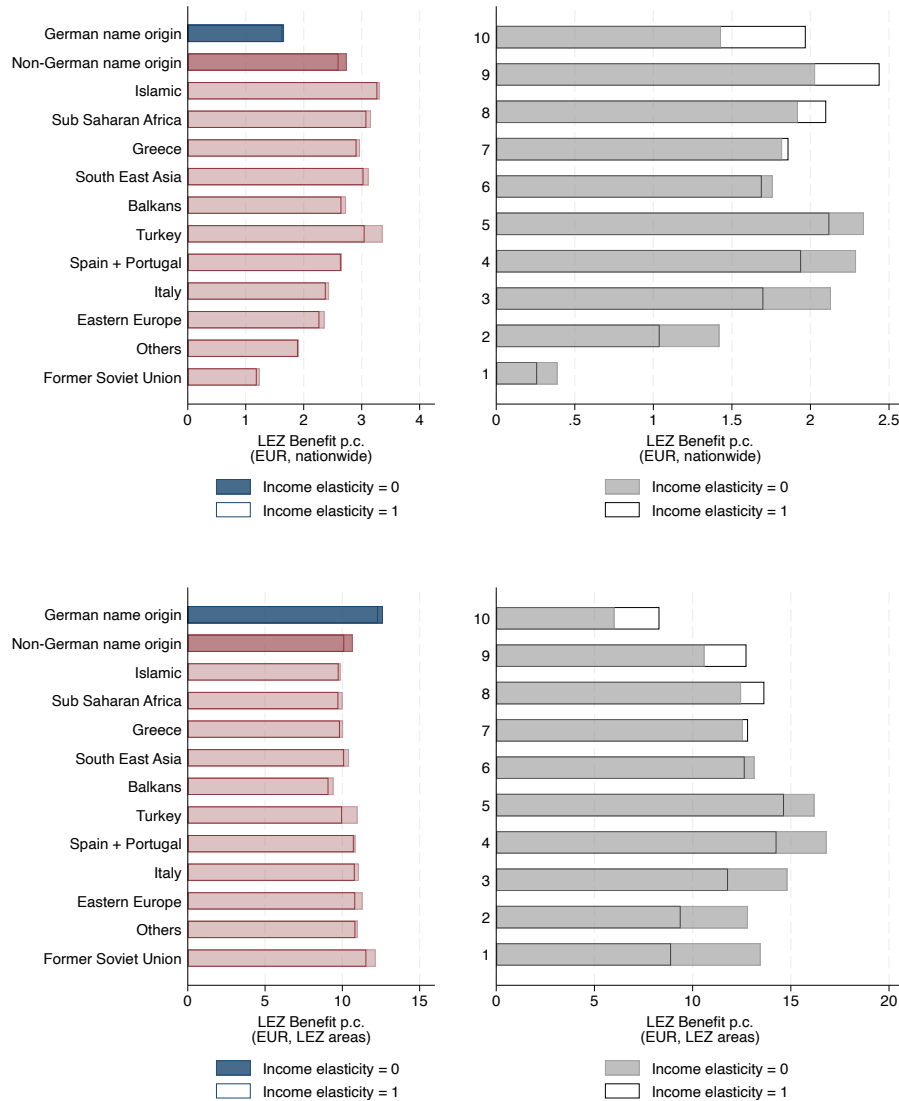 German name origin
Non-German name origin
Islamic
Sub Saharan Africa
Greece
South East Asia
Balkans
Turkey
Spain + Portugal
Italy
Eastern Europe
Others
Former Soviet Union
0 1 2 3 4
LEZ Benefit p.c.
(EUR, nationwide)
Income elasticity = 0
Income elasticity = 1
10
9
8
7
6
5
4
3
2
1
0 .5 1 1.5 2 2.5
LEZ Benefit p.c.
(EUR, nationwide)
Income elasticity = 0
Income elasticity = 1
German name origin
Non-German name origin
Islamic
Sub Saharan Africa
Greece
South East Asia
Balkans
Turkey
Spain + Portugal
Italy
Eastern Europe
Others
Former Soviet Union
0 5 10 15
LEZ Benefit p.c.
(EUR, LEZ areas)
Income elasticity = 0
Income elasticity = 1
10
9
8
7
6
5
4
3
2
1
0 5 10 15 20
LEZ Benefit p.c.
(EUR, LEZ areas)
Income elasticity = 0
Income elasticity = 1